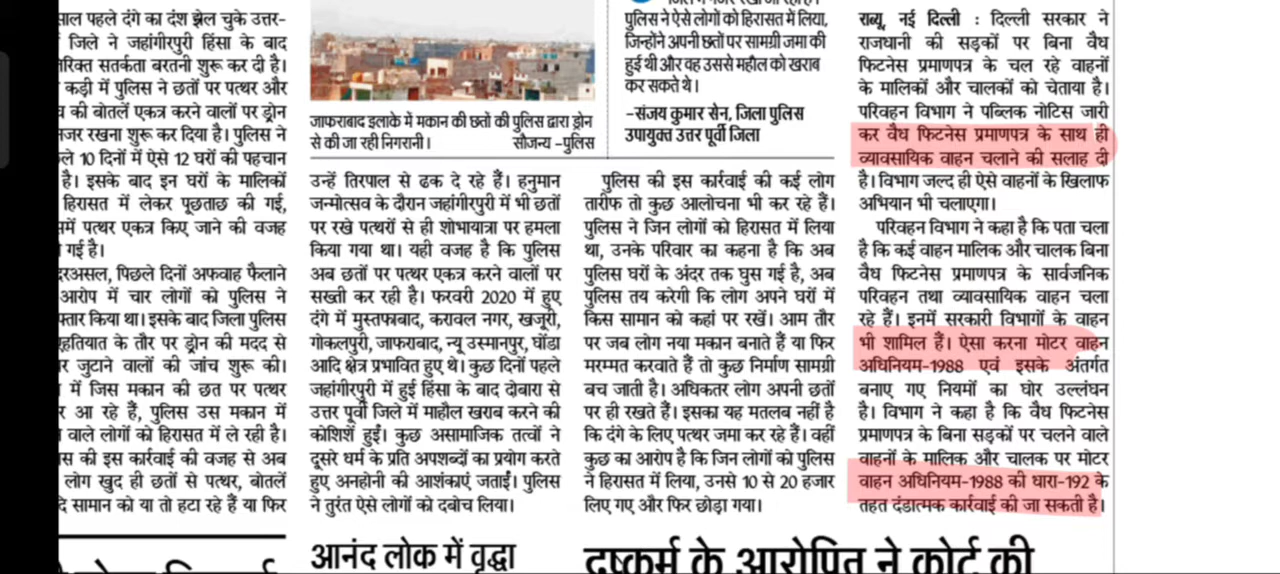 साल पहले दंगे का दंश झेल चुके उत्तर-
जिले ने जहांगीरपुरी हिंसा के बाद
सतर्कता बरतनी शुरू कर दी है।
कड़ी में पुलिस ने छतों पर पत्थर और
की बोतलें एकत्र करने वालों पर ड्रोन
नजर रखना शुरू कर दिया है। पुलिस ने
10 दिनों में ऐसे 12 घरों की पहचान
है। इसके बाद इन घरों के मालिकों
हिरासत में लेकर पूछताछ की गई,
पत्थर एकत्र किए जाने की वजह
गई है।
दरअसल, पिछले दिनों अफवाह फैलाने
आरोप में चार लोगों को पुलिस ने
किया था। इसके बाद जिला पुलिस
के तौर पर ड्रोन की मदद से
जुटाने वालों की जांच शुरू की।
में जिस मकान की छत पर पत्थर
आ रहे हैं, पुलिस उस मकान में
वाले लोगों को हिरासत में ले रही है।
की इस कार्रवाई की वजह से अब
लोग खुद ही छतों से पत्थर, बोतलें
सामान को या तो हटा रहे हैं या फिर
जाफराबाद इलाके में मकान की छतों की पुलिस द्वारा ड्रोन
से की जा रही निगरानी। सौजन्य -पुलिस
उन्हें तिरपाल से ढक दे रहे हैं। हनुमान
जन्मोत्सव के दौरान जहांगीरपुरी में भी छतों
पर रखे पत्थरों से ही शोभायात्रा पर हमला
किया गया था। यही वजह है कि पुलिस
अब छतों पर पत्थर एकत्र करने वालों पर
सख्ती कर रही है। फरवरी 2020 में हुए
दंगे में मुस्तफाबाद, करावल नगर, खजूरी,
गोकलपुरी, जाफराबाद, न्यू उस्मानपुर, घोंडा
आदि क्षेत्र प्रभावित हुए थे। कुछ दिनों पहले
जहांगीरपुरी में हुई हिंसा के बाद दोबारा से
उत्तर पूर्वी जिले में माहौल खराब करने की
कोशिशें हुईं। कुछ असामाजिक तत्वों ने
दूसरे धर्म के प्रति अपशब्दों का प्रयोग करते
हुए अनहोनी की आशंकाएं जताईं। पुलिस
ने तुरंत ऐसे लोगों को दबोच लिया।
पुलिस ने ऐसे लोगों को हिरासत में लिया,
जिन्होंने अपनी छतों पर सामग्री जमा की
हुई थी और वह उससे महौल को खराब
कर सकते थे।
-संजय कुमार सेन, जिला पुलिस
उपायुक्त उत्तर पूर्वी जिला
पुलिस की इस कार्रवाई की कई लोग
तारीफ तो कुछ आलोचना भी कर रहे हैं।
पुलिस ने जिन लोगों को हिरासत में लिया
था, उनके परिवार का कहना है कि अब
पुलिस घरों के अंदर तक घुस गई है, अब
पुलिस तय करेगी कि लोग अपने घरों में
किस सामान को कहां पर रखें। आम तौर
पर जब लोग नया मकान बनाते हैं या फिर
मरम्मत करवाते हैं तो कुछ निर्माण सामग्री
बच जाती है। अधिकतर लोग अपनी छतों
पर ही रखते हैं। इसका यह मतलब नहीं है
कि दंगे के लिए पत्थर जमा कर रहे हैं। वहीं
कुछ का आरोप है कि जिन लोगों को पुलिस
ने हिरासत में लिया, उनसे 10 से 20 हजार
लिए गए और फिर छोड़ा गया।
राब्यू, नई दिल्ली : दिल्ली सरकार ने
राजधानी की सड़कों पर बिना वैध
फिटनेस प्रमाणपत्र के चल रहे वाहनों
के मालिकों और चालकों को चेताया है।
परिवहन विभाग ने पब्लिक नोटिस जारी
कर वैध फिटनेस प्रमाणपत्र के साथ ही
व्यावसायिक वाहन चलाने की सलाह दी
है। विभाग जल्द ही ऐसे वाहनों के खिलाफ
अभियान भी चलाएगा।
परिवहन विभाग ने कहा है कि पता चला
है कि कई वाहन मालिक और चालक बिना
वैध फिटनेस प्रमाणपत्र के सार्वजनिक
परिवहन तथा व्यावसायिक वाहन चला
रहे हैं। इनमें सरकारी विभागों के वाहन
भी शामिल हैं। ऐसा करना मोटर वाहन
अधिनियम-1988 एवं इसके अंतर्गत
बनाए गए नियमों का घोर उल्लंघन
है। विभाग ने कहा है कि वैध फिटनेस
प्रमाणपत्र के बिना सड़कों पर चलने वाले
वाहनों के मालिक और चालक पर मोटर
वाहन अधिनियम-1988 की धारा-192 के
तहत दंडात्मक कार्रवाई की जा सकती है।
आनंद लोक में वृद्धा
दुष्कर्म के आरोपित ने कोर्ट की